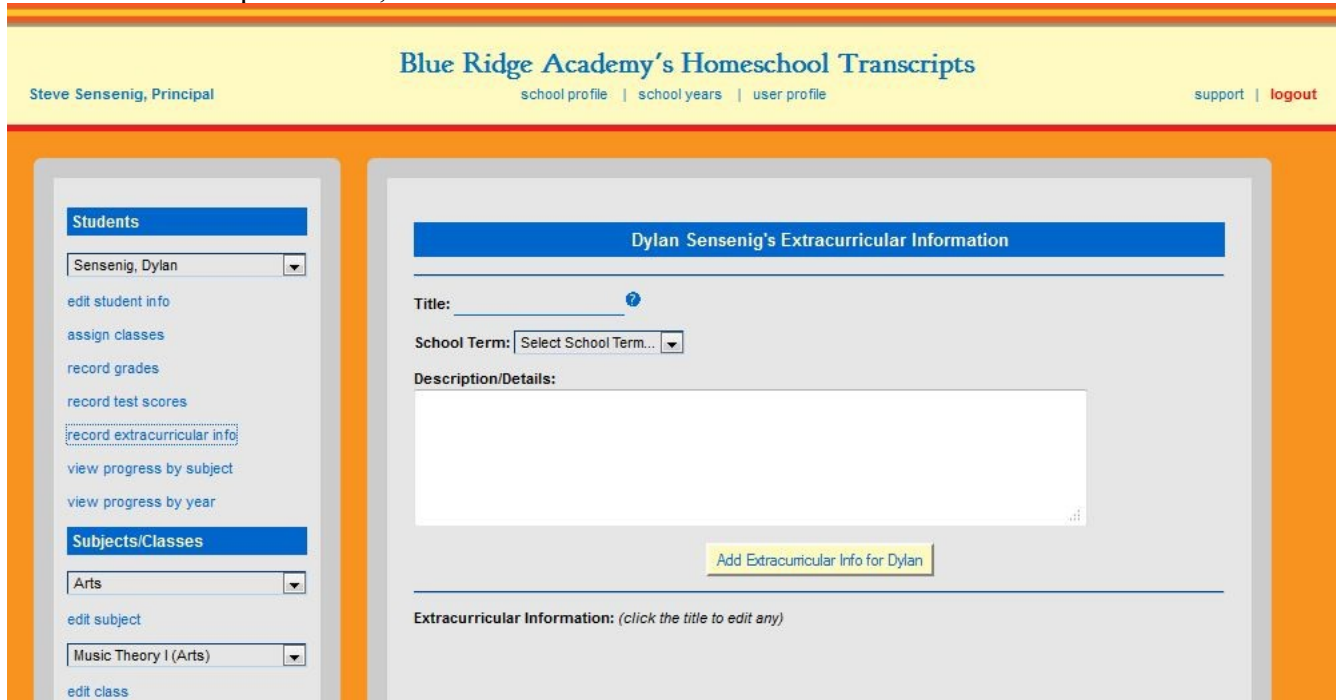 Blue Ridge Academy's Homeschool Transcripts
Steve Sensenig, Principal
school profile | school years | user profile
support | logout
Students
Sensenig, Dylan
edit student info
assign classes
record grades
record test scores
record extracurricular info
view progress by subject
view progress by year
Subjects/Classes
Arts
edit subject
Music Theory I (Arts)
edit class
Dylan Sensenig's Extracurricular Information
Title: ?
School Term: Select School Term...
Description/Details:
Add Extracurricular Info for Dylan
Extracurricular Information: (click the title to edit any)